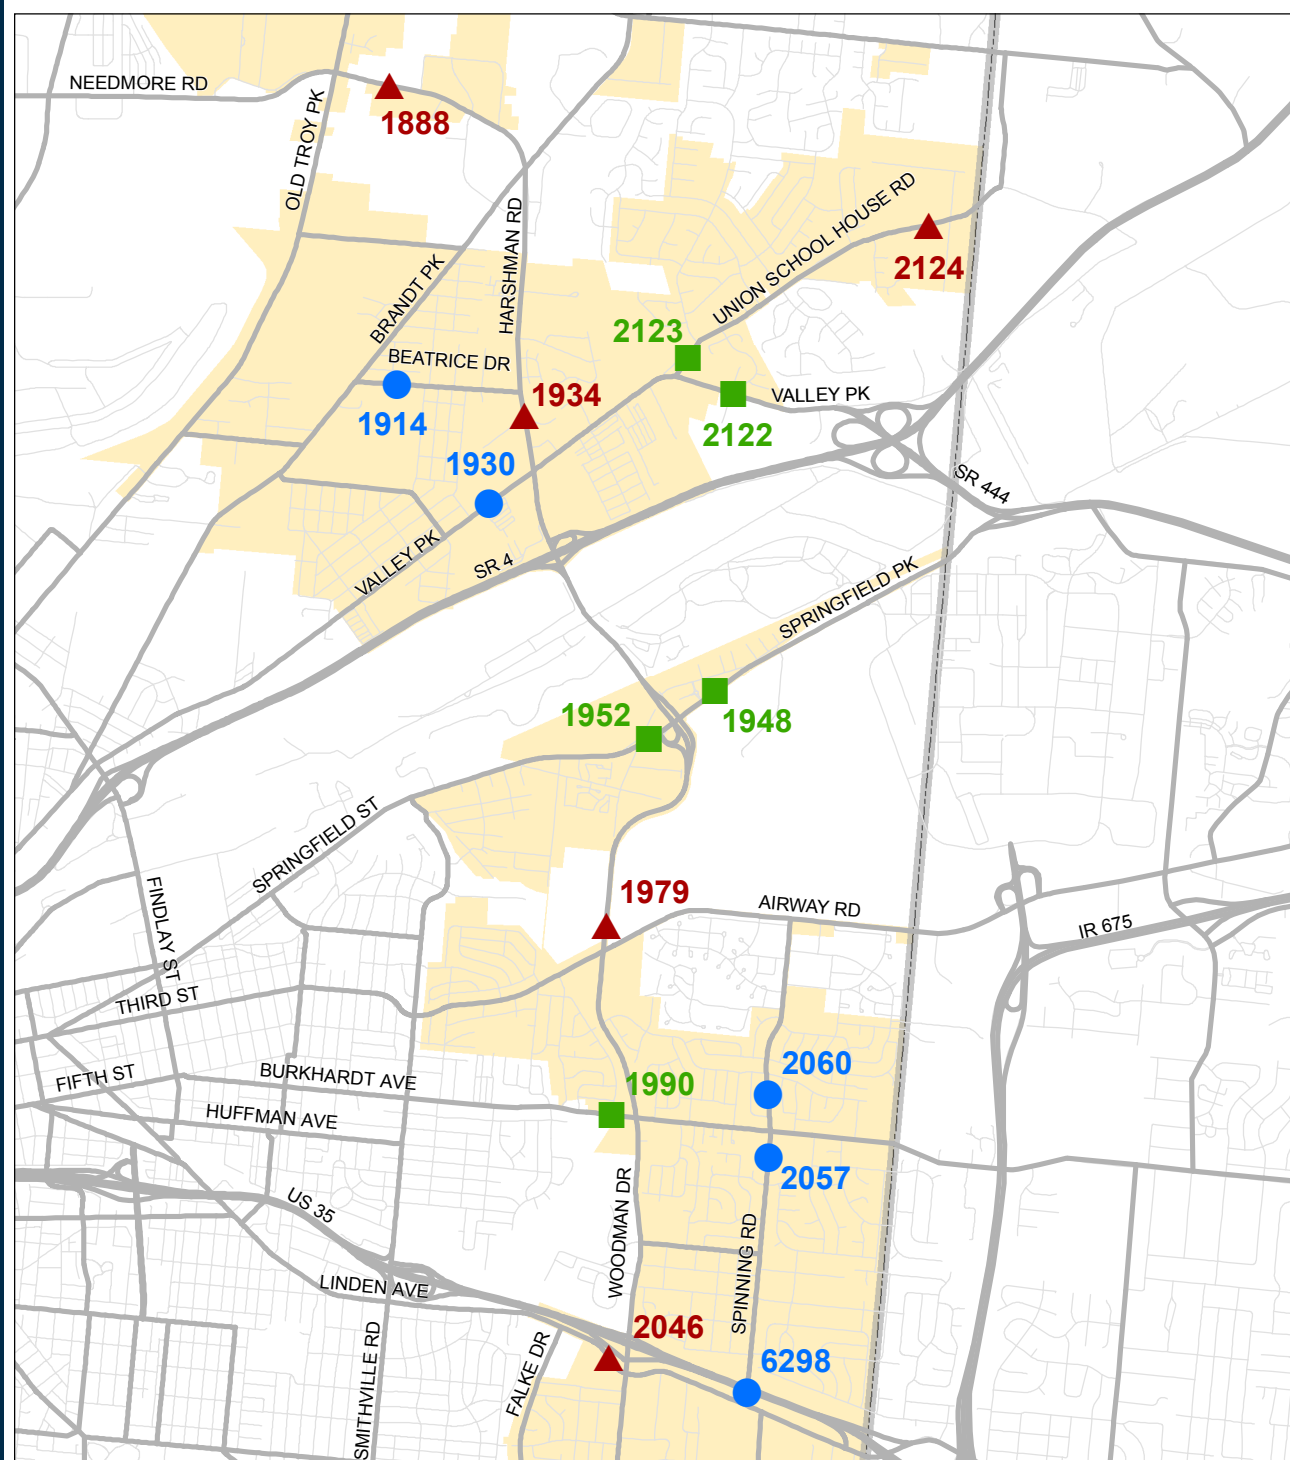 NEEDMORE RD
1888
OLD TROY PK
HARSHMAN RD
UNION SCHOOL HOUSE RD
2124
BRANDT PK
2123
BEATRICE DR
1934
VALLEY PK
1914
2122
1930
SR 444
VALLEY PK
SR 4
SPRINGFIELD PK
1952
1948
SPRINGFIELD ST
1979
AIRWAY RD
FINDLAY ST
IR 675
THIRD ST
2060
FIFTH ST
BURKHARDT AVE
1990
HUFFMAN AVE
2057
US 35
WOODMAN DR
SPINNING RD
LINDEN AVE
2046
6298
FALKE DR
SMITHVILLE RD